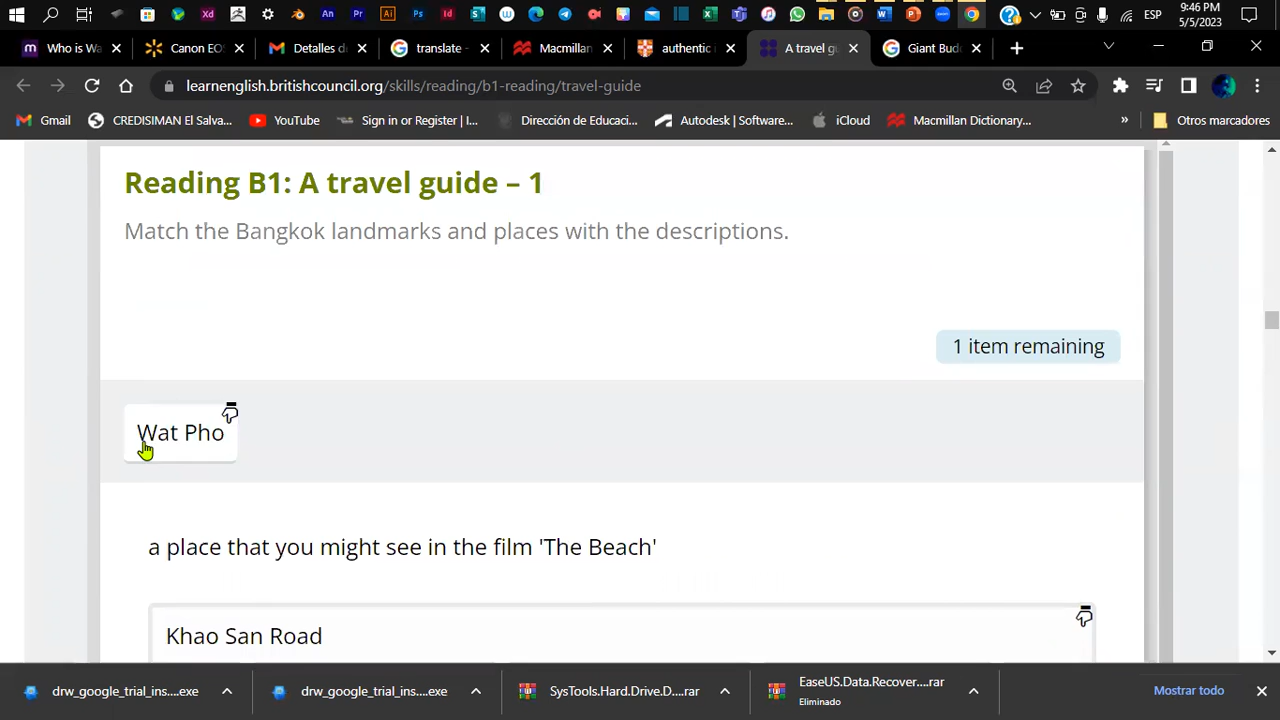 9:46 PM
ESP
5/5/2023
Who is Wa
Canon EO
Detalles d
translate -
Macmillan
authentic
A travel g
Giant Bud
learnenglish.britishcouncil.org/skills/reading/b1-reading/travel-guide
Gmail
CREDISIMAN El Salva...
YouTube
Sign in or Register | I...
Dirección de Educaci...
Autodesk | Software...
iCloud
Macmillan Dictionary...
»
Otros marcadores
Reading B1: A travel guide – 1
Match the Bangkok landmarks and places with the descriptions.
1 item remaining
Wat Pho
a place that you might see in the film 'The Beach'
Khao San Road
drw_google_trial_ins....exe
drw_google_trial_ins....exe
SysTools.Hard.Drive.D....rar
EaseUS.Data.Recover....rar
Eliminado
Mostrar todo